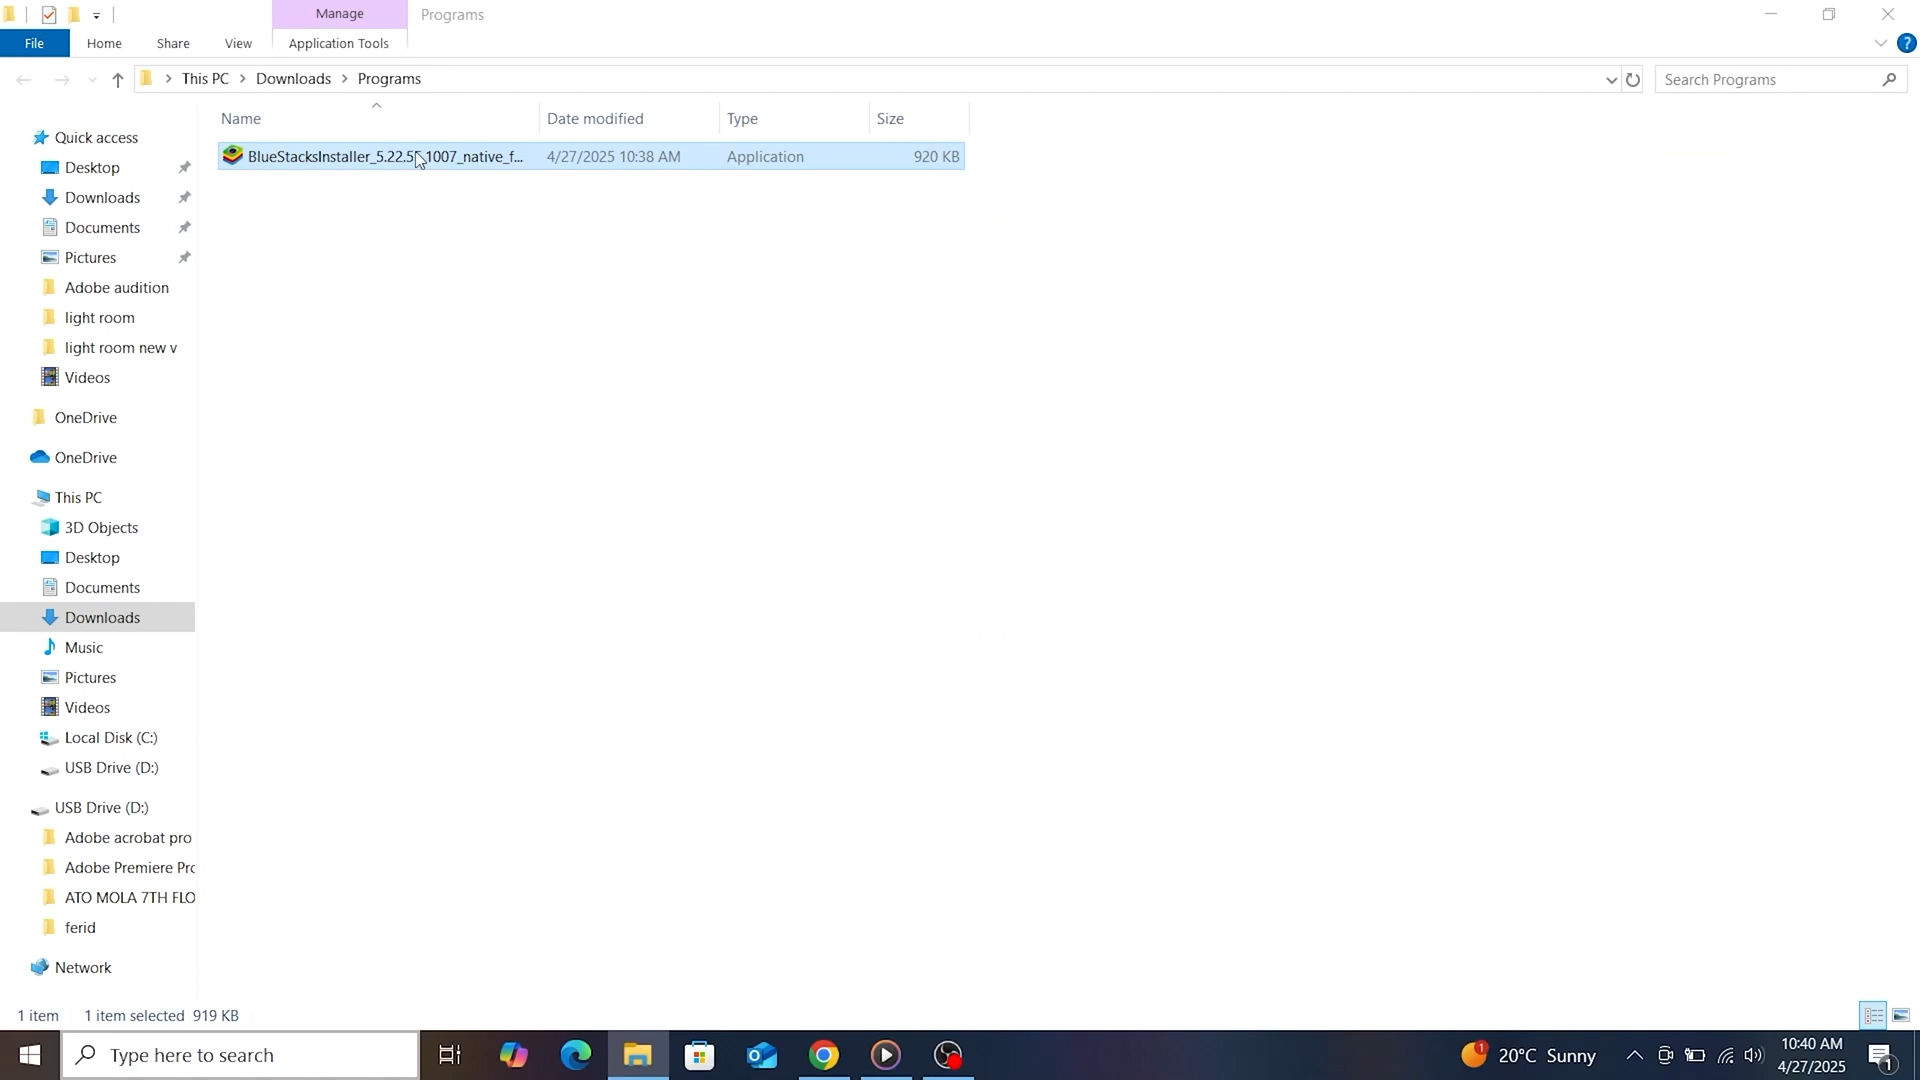 Manage
Programs
File
Home
Share
View
Application Tools
This PC
Downloads
Programs
Search Programs
Name
Date modified
Type
Size
BlueStacksInstaller_5.22.55.1007_native_f...
4/27/2025 10:38 AM
Application
920 KB
Quick access
Desktop
Downloads
Documents
Pictures
Adobe audition
light room
light room new v
Videos
OneDrive
OneDrive
This PC
3D Objects
Desktop
Documents
Downloads
Music
Pictures
Videos
Local Disk (C:)
USB Drive (D:)
USB Drive (D:)
Adobe acrobat pro
Adobe Premiere Prc
ATO MOLA 7TH FLO
ferid
Network
1 item
1 item selected 919 KB
Type here to search
1
20°C Sunny
10:40 AM
4/27/2025
1